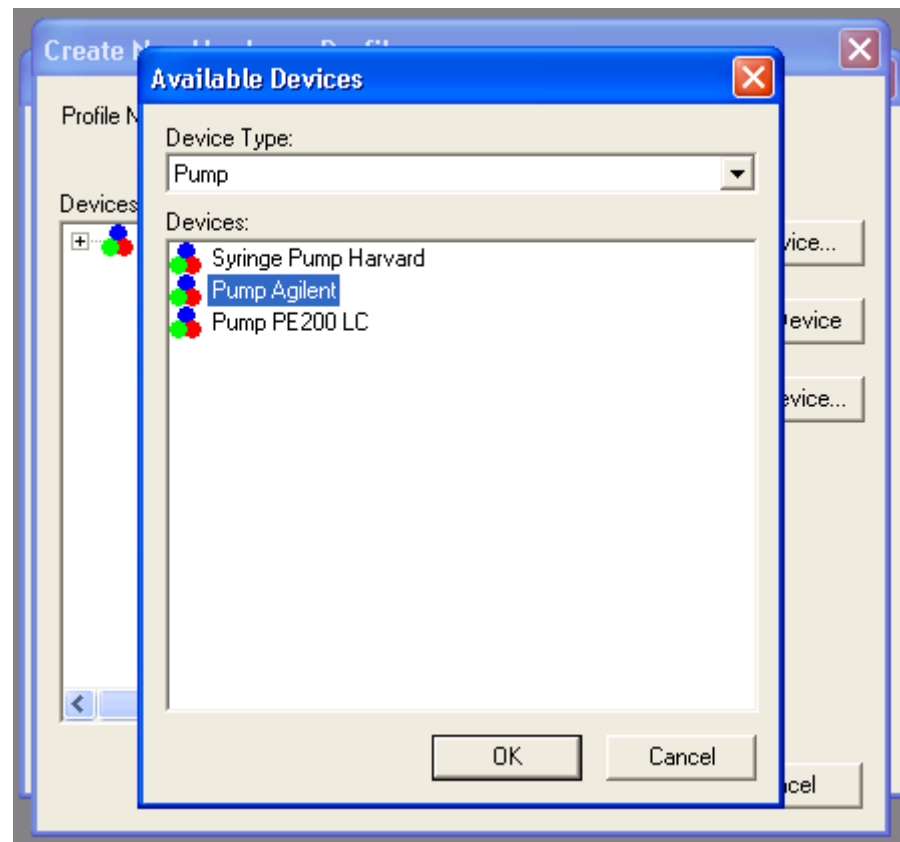 Create
Available Devices
Profile
Device Type:
Pump
Devices
Devices:
Syringe Pump Harvard
vice...
Pump Agilent
Pump PE200 LC
evice
evice...
OK
Cancel
cel